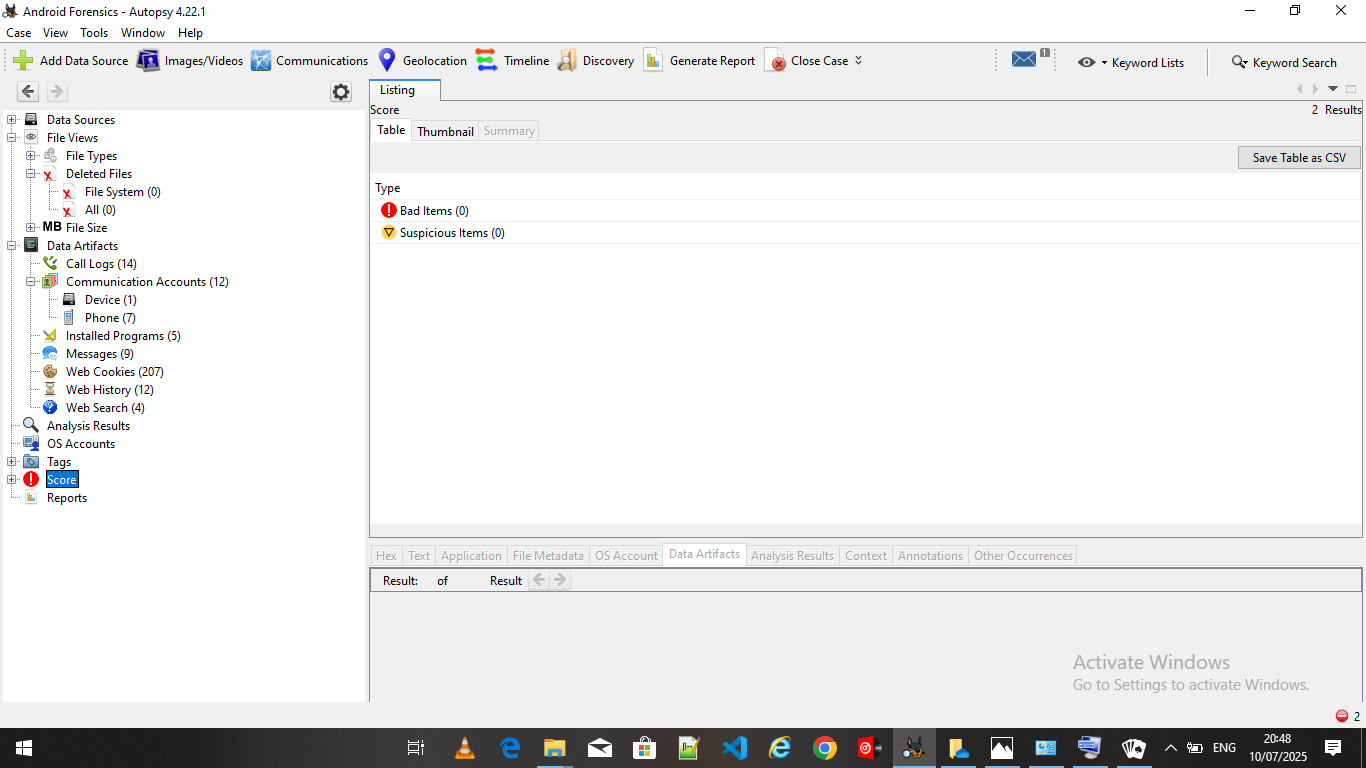 Android Forensics - Autopsy 4.22.1
Case View Tools Window Help
Add Data Source Images/Videos Communications Geolocation Timeline Discovery Generate Report Close Case 1 Keyword Lists Keyword Search
Listing
Score 2 Results
Table Thumbnail Summary
Save Table as CSV
Type
Bad Items (0)
Suspicious Items (0)
Data Sources
File Views
File Types
Deleted Files
File System (0)
All (0)
MB File Size
Data Artifacts
Call Logs (14)
Communication Accounts (12)
Device (1)
Phone (7)
Installed Programs (5)
Messages (9)
Web Cookies (207)
Web History (12)
Web Search (4)
Analysis Results
OS Accounts
Tags
Score
Reports
Hex Text Application File Metadata OS Account Data Artifacts Analysis Results Context Annotations Other Occurrences
Result: of Result
Activate Windows
Go to Settings to activate Windows.
2
ENG
20:48
10/07/2025